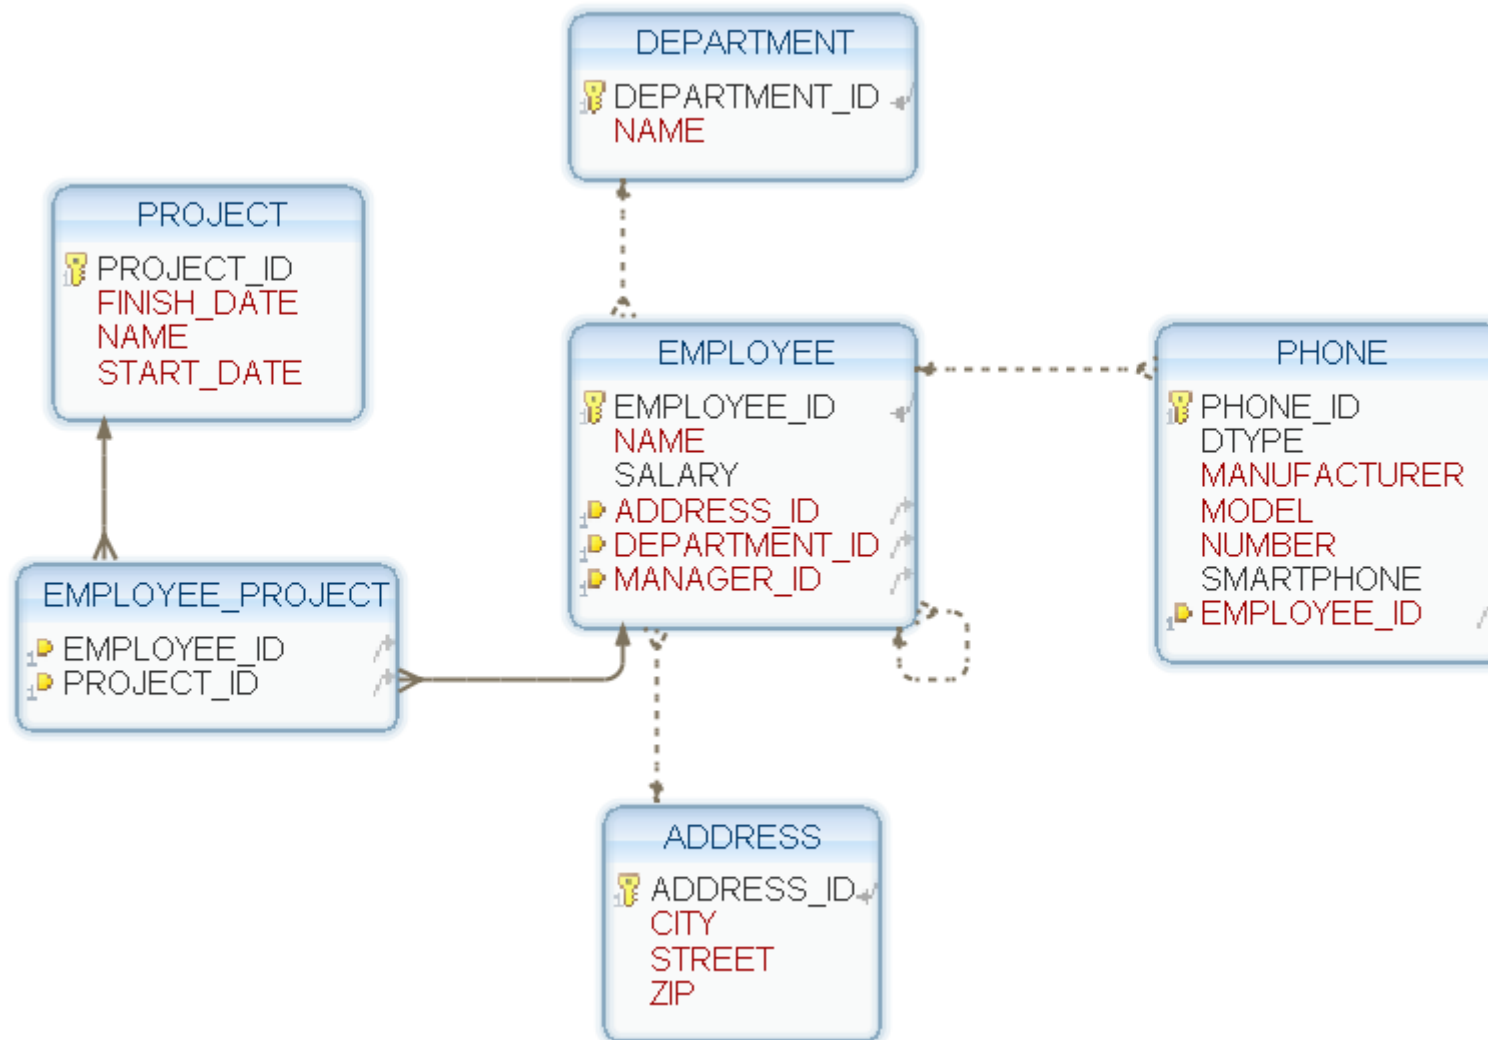 DEPARTMENT
DEPARTMENT_ID
NAME
PROJECT
PROJECT_ID
FINISH_DATE
NAME
START_DATE
EMPLOYEE
EMPLOYEE_ID
NAME
SALARY
ADDRESS_ID
DEPARTMENT_ID
MANAGER_ID
PHONE
PHONE_ID
DTYPE
MANUFACTURER
MODEL
NUMBER
SMARTPHONE
EMPLOYEE_ID
EMPLOYEE_PROJECT
EMPLOYEE_ID
PROJECT_ID
ADDRESS
ADDRESS_ID
CITY
STREET
ZIP